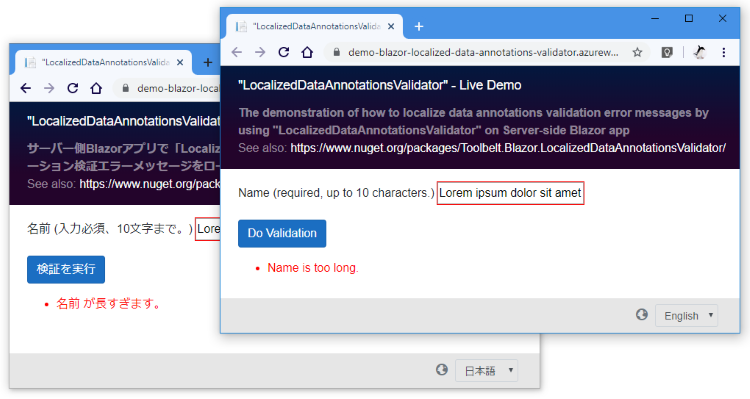 "LocalizedDataAnnotationsValida
demo-blazor-localized-data-annotations-validator.azurew...
"LocalizedDataAnnotationsValidator" - Live Demo
The demonstration of how to localize data annotations validation error messages by
using "LocalizedDataAnnotationsValidator" on Server-side Blazor app
See also: https://www.nuget.org/packages/Toolbelt.Blazor.LocalizedDataAnnotationsValidator/
Name (required, up to 10 characters.) Lorem ipsum dolor sit amet
Do Validation
Name is too long.
English
"LocalizedDataAnnotationsValida
demo-blazor-local
"LocalizedDataAnnotationsValidat
サーバー側Blazorアプリで「Localiz
ーション検証エラーメッセージをロー
See also: https://www.nuget.org/pack
名前 (入力必須、10文字まで。) Lore
検証を実行
名前 が長すぎます。
日本語